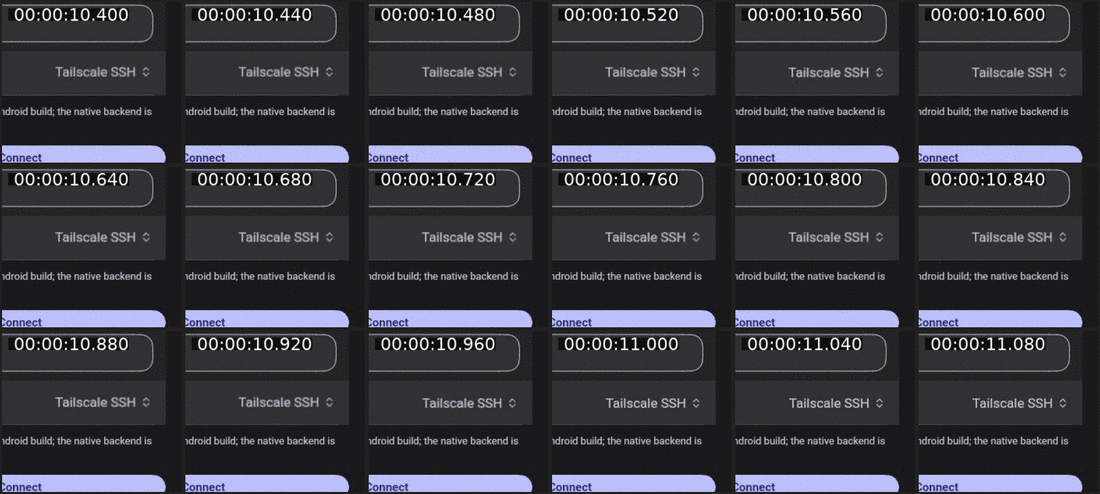 00:00:10.400 00:00:10.440 00:00:10.480 00:00:10.520 00:00:10.560 00:00:10.600
Tailscale SSH Tailscale SSH Tailscale SSH Tailscale SSH Tailscale SSH Tailscale SSH
ndroid build; the native backend is ndroid build; the native backend is ndroid build; the native backend is ndroid build; the native backend is ndroid build; the native backend is ndroid build; the native backend is
Connect Connect Connect Connect Connect Connect
00:00:10.640 00:00:10.680 00:00:10.720 00:00:10.760 00:00:10.800 00:00:10.840
Tailscale SSH Tailscale SSH Tailscale SSH Tailscale SSH Tailscale SSH Tailscale SSH
ndroid build; the native backend is ndroid build; the native backend is ndroid build; the native backend is ndroid build; the native backend is ndroid build; the native backend is ndroid build; the native backend is
Connect Connect Connect Connect Connect Connect
00:00:10.880 00:00:10.920 00:00:10.960 00:00:11.000 00:00:11.040 00:00:11.080
Tailscale SSH Tailscale SSH Tailscale SSH Tailscale SSH Tailscale SSH Tailscale SSH
ndroid build; the native backend is ndroid build; the native backend is ndroid build; the native backend is ndroid build; the native backend is ndroid build; the native backend is ndroid build; the native backend is
Connect Connect Connect Connect Connect Connect